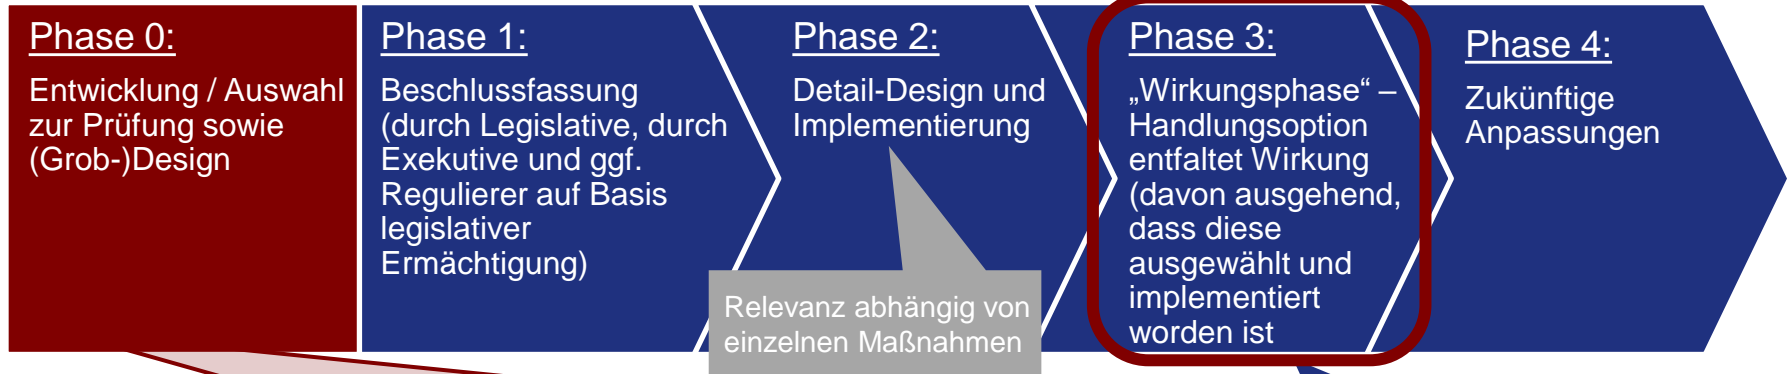 Phase 0:
Entwicklung / Auswahl
zur Prüfung sowie
(Grob-)Design
Phase 1:
Beschlussfassung
(durch Legislative, durch
Exekutive und ggf.
Regulierer auf Basis
legislativer
Ermächtigung)
Phase 2:
Detail-Design und
Implementierung
Relevanz abhängig von
einzelnen Maßnahmen
Phase 3:
„Wirkungsphase“ –
Handlungsoption
entfaltet Wirkung
(davon ausgehend,
dass diese
ausgewählt und
implementiert
worden ist
Phase 4:
Zukünftige
Anpassungen